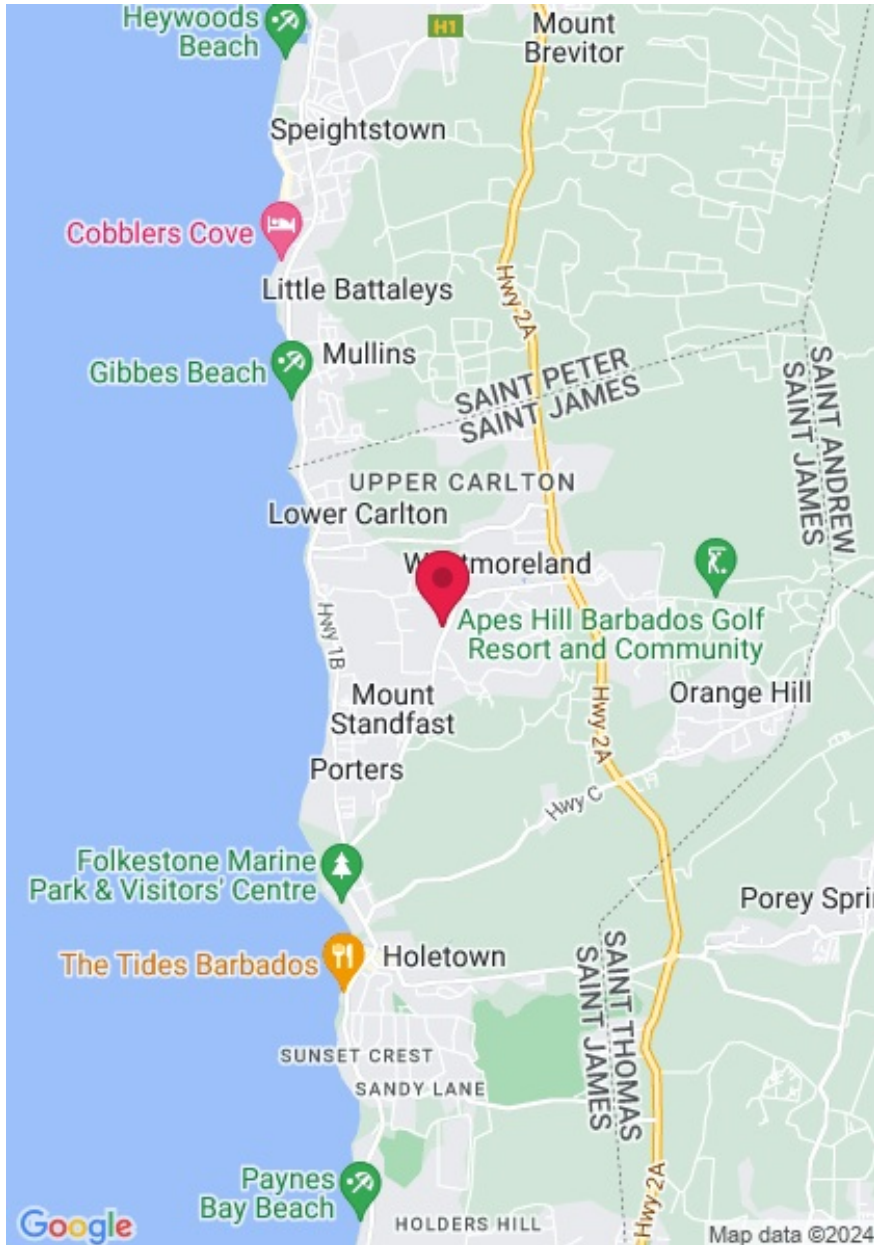 Heywoods
Beach
H1
Mount
Brevitor
Speightstown
Cobblers Cove
Little Battaleys
Hwy 2A
Gibbes Beach
Mullins
SAINT PETER
SAINT JAMES
SAINT ANDREW
SAINT JAMES
UPPER CARLTON
Lower Carlton
Hwy 1B
Apes Hill Barbados Golf
Resort and Community
Mount
Standfast
Orange Hill
Hwy 2A
Porters
Hwy C
Folkestone Marine
Park & Visitors' Centre
Porey Spri
The Tides Barbados
Holetown
SAINT THOMAS
SAINT JAMES
SUNSET CREST
SANDY LANE
Paynes
Bay Beach
Hwy 2A
HOLDERS HILL
Google
Map data ©2024